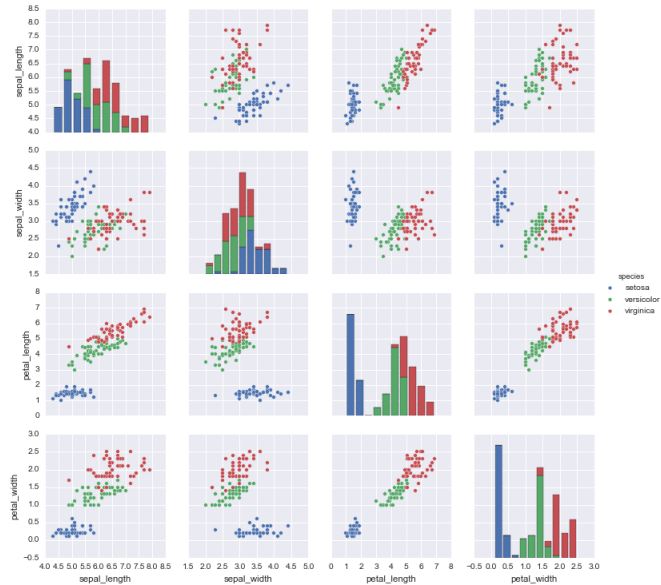 8.5
8.0
7.5
7.0
6.5
6.0
5.5
5.0
4.5
4.0
sepal_length
5.0
4.5
4.0
3.5
3.0
2.5
2.0
1.5
sepal_width
species
setosa
versicolor
virginica
8
7
6
5
4
3
2
1
0
petal_length
3.0
2.5
2.0
1.5
1.0
0.5
0.0
−0.5
petal_width
4.0 4.5 5.0 5.5 6.0 6.5 7.0 7.5 8.0 8.5
sepal_length
1.5 2.0 2.5 3.0 3.5 4.0 4.5 5.0
sepal_width
0 1 2 3 4 5 6 7 8
petal_length
−0.5 0.0 0.5 1.0 1.5 2.0 2.5 3.0
petal_width